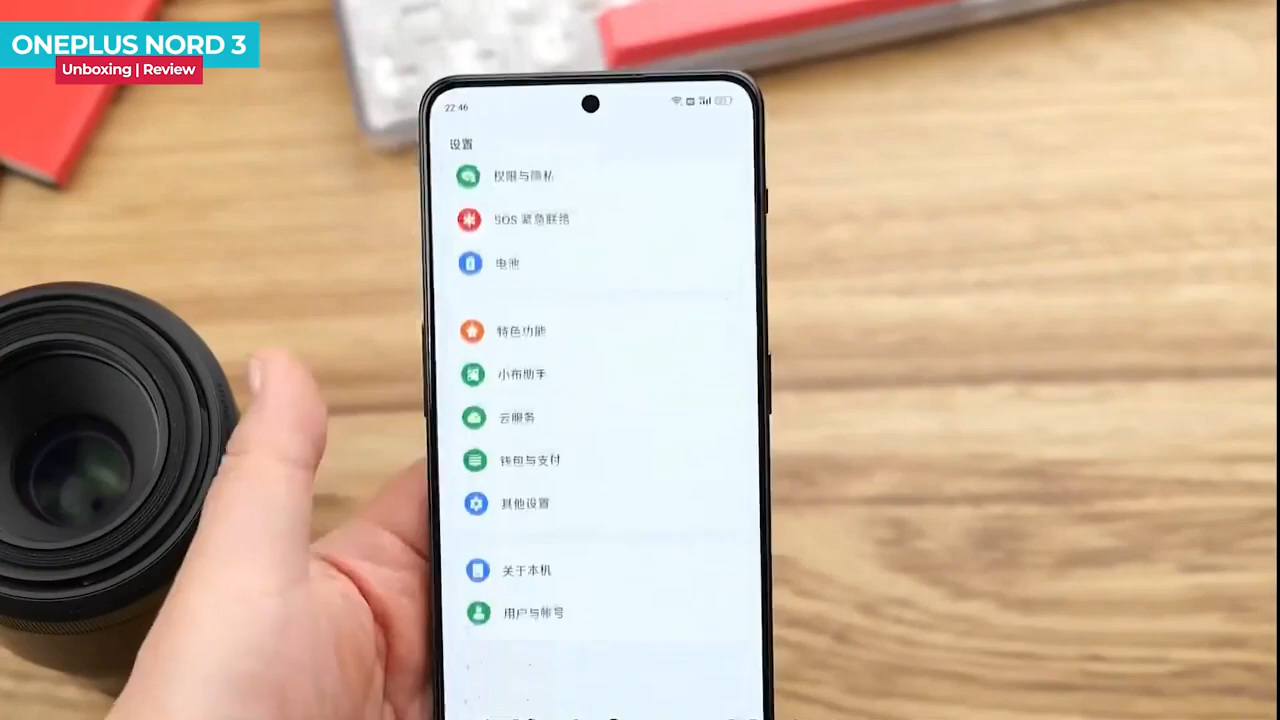 ONEPLUS NORD 3
Unboxing | Review
22:46
设置
权限与隐私
SOS 紧急联络
电池
特色功能
小布助手
云服务
钱包与支付
其他设置
关于本机
用户与帐号